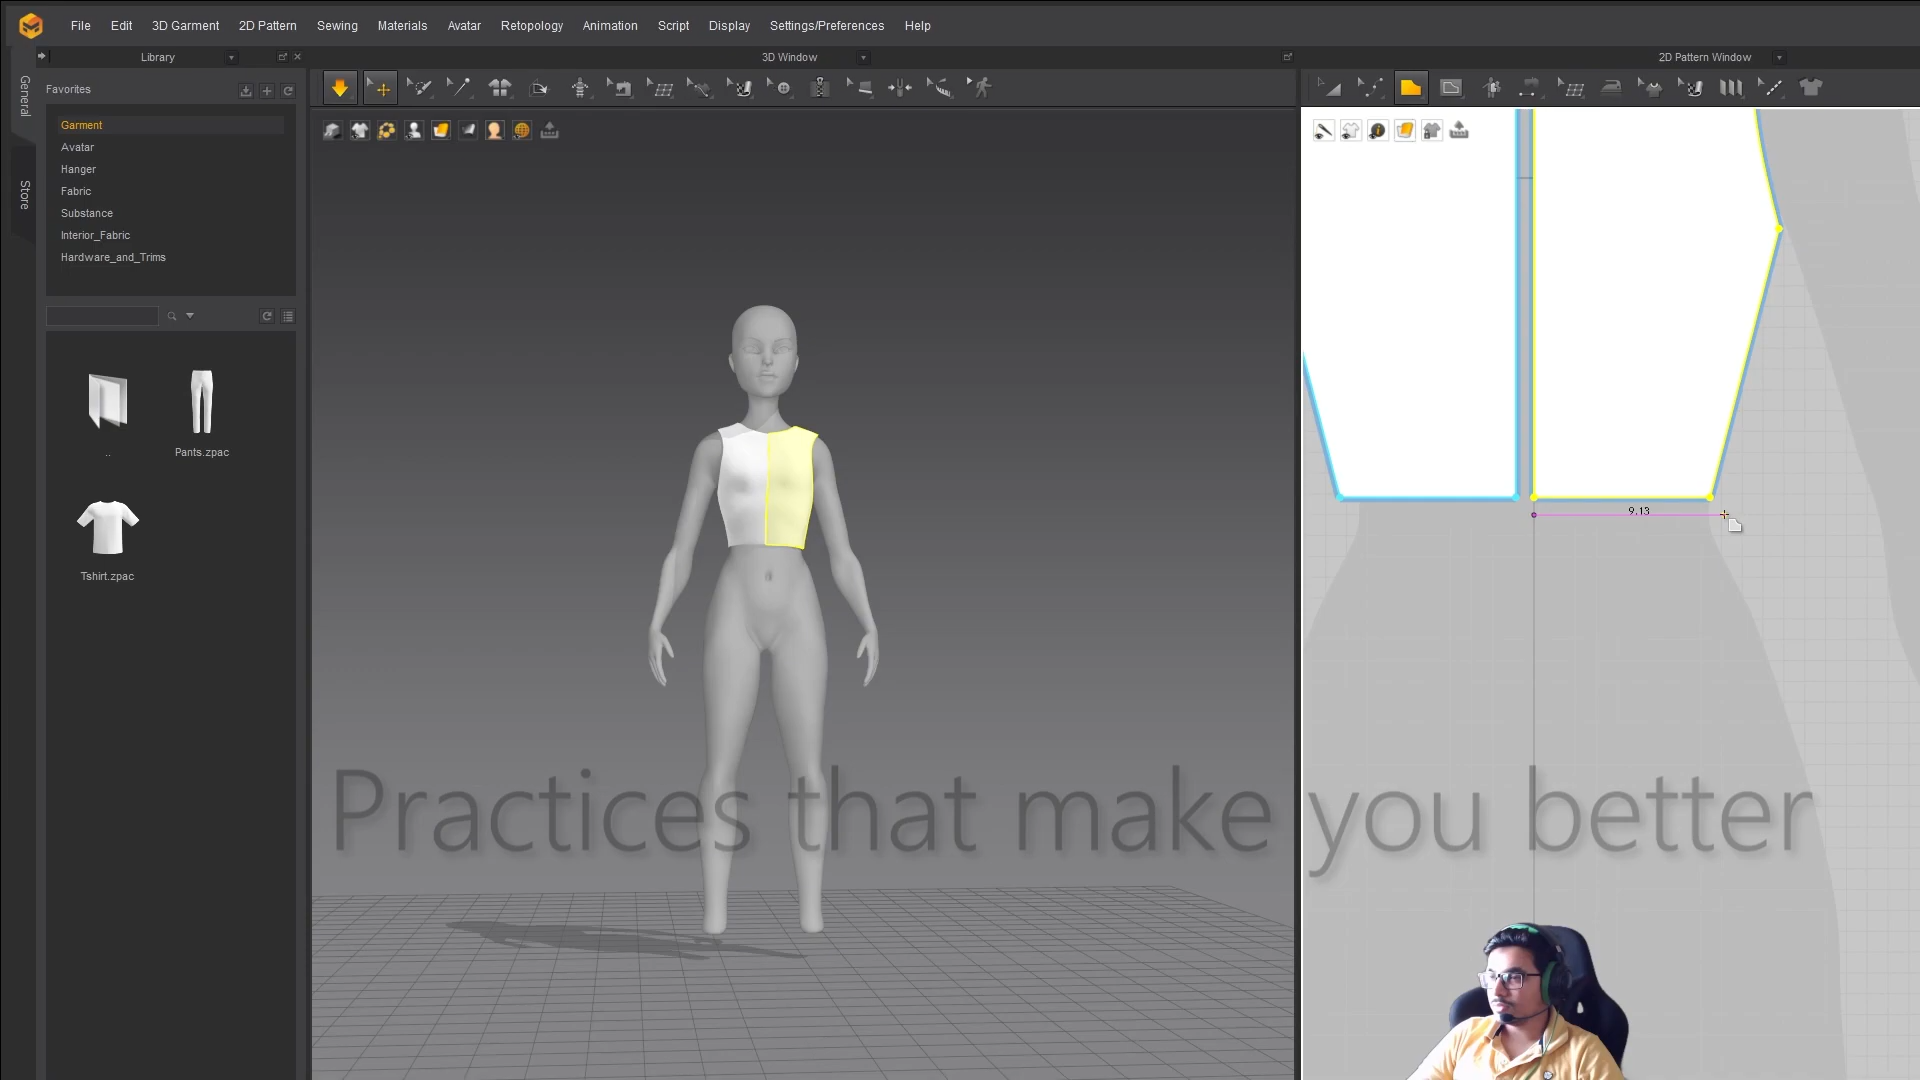 File Edit 3D Garment 2D Pattern Sewing Materials Avatar Retopology Animation Script Display Settings/Preferences Help
Library
3D Window
2D Pattern Window
General
Store
Favorites
Garment
Avatar
Hanger
Fabric
Substance
Interior_Fabric
Hardware_and_Trims
..
Pants.zpac
Tshirt.zpac
9.13
Practices that make you better